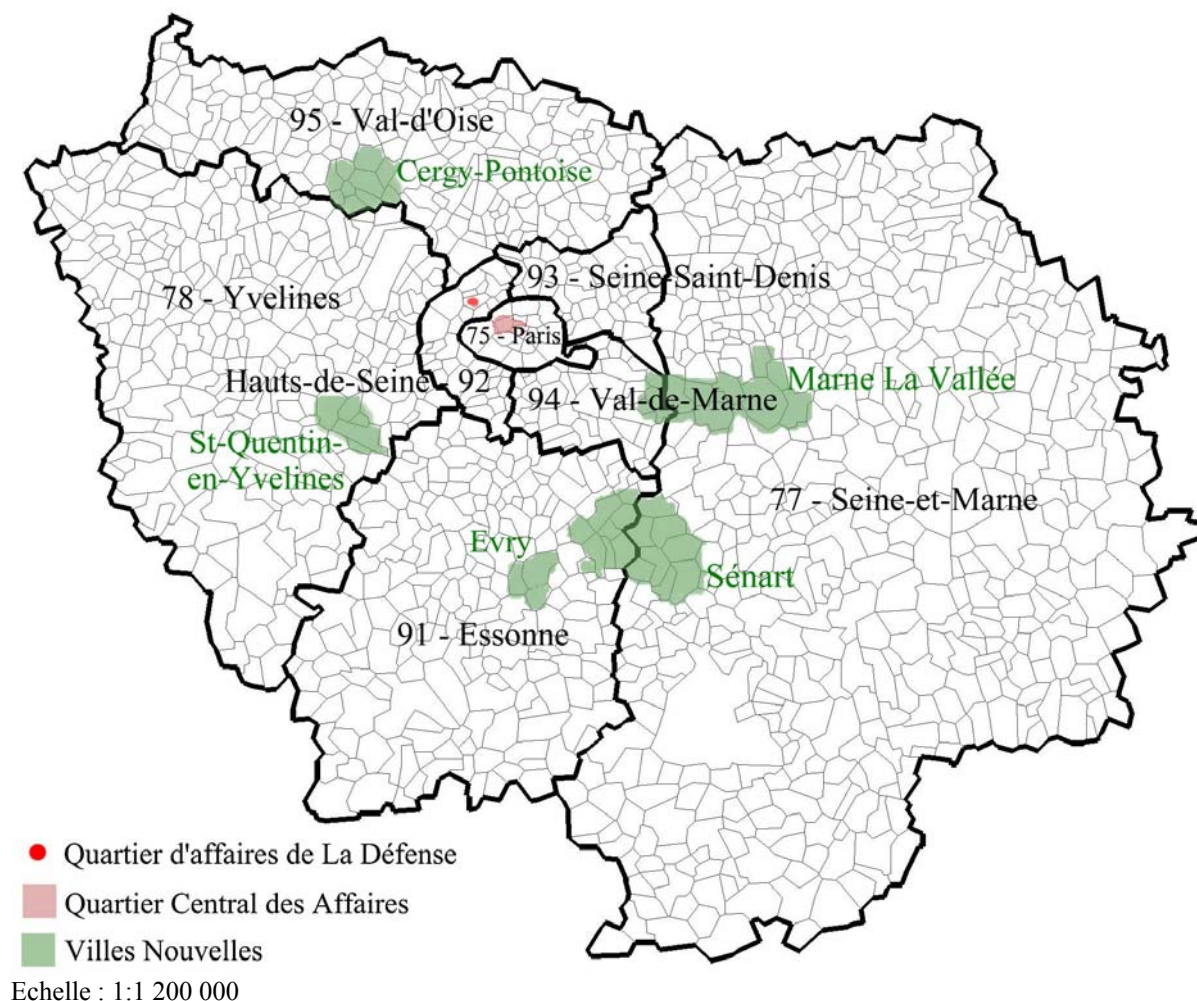 95 - Val-d'Oise
Cergy-Pontoise
93 - Seine-Saint-Denis
78 - Yvelines
75 - Paris
Hauts-de-Seine - 92
Marne La Vallée
94 - Val-de-Marne
St-Quentin-
en-Yvelines
77 - Seine-et-Marne
Evry
Sénart
91 - Essonne
Quartier d'affaires de La Défense
Quartier Central des Affaires
Villes Nouvelles
Echelle : 1:1 200 000